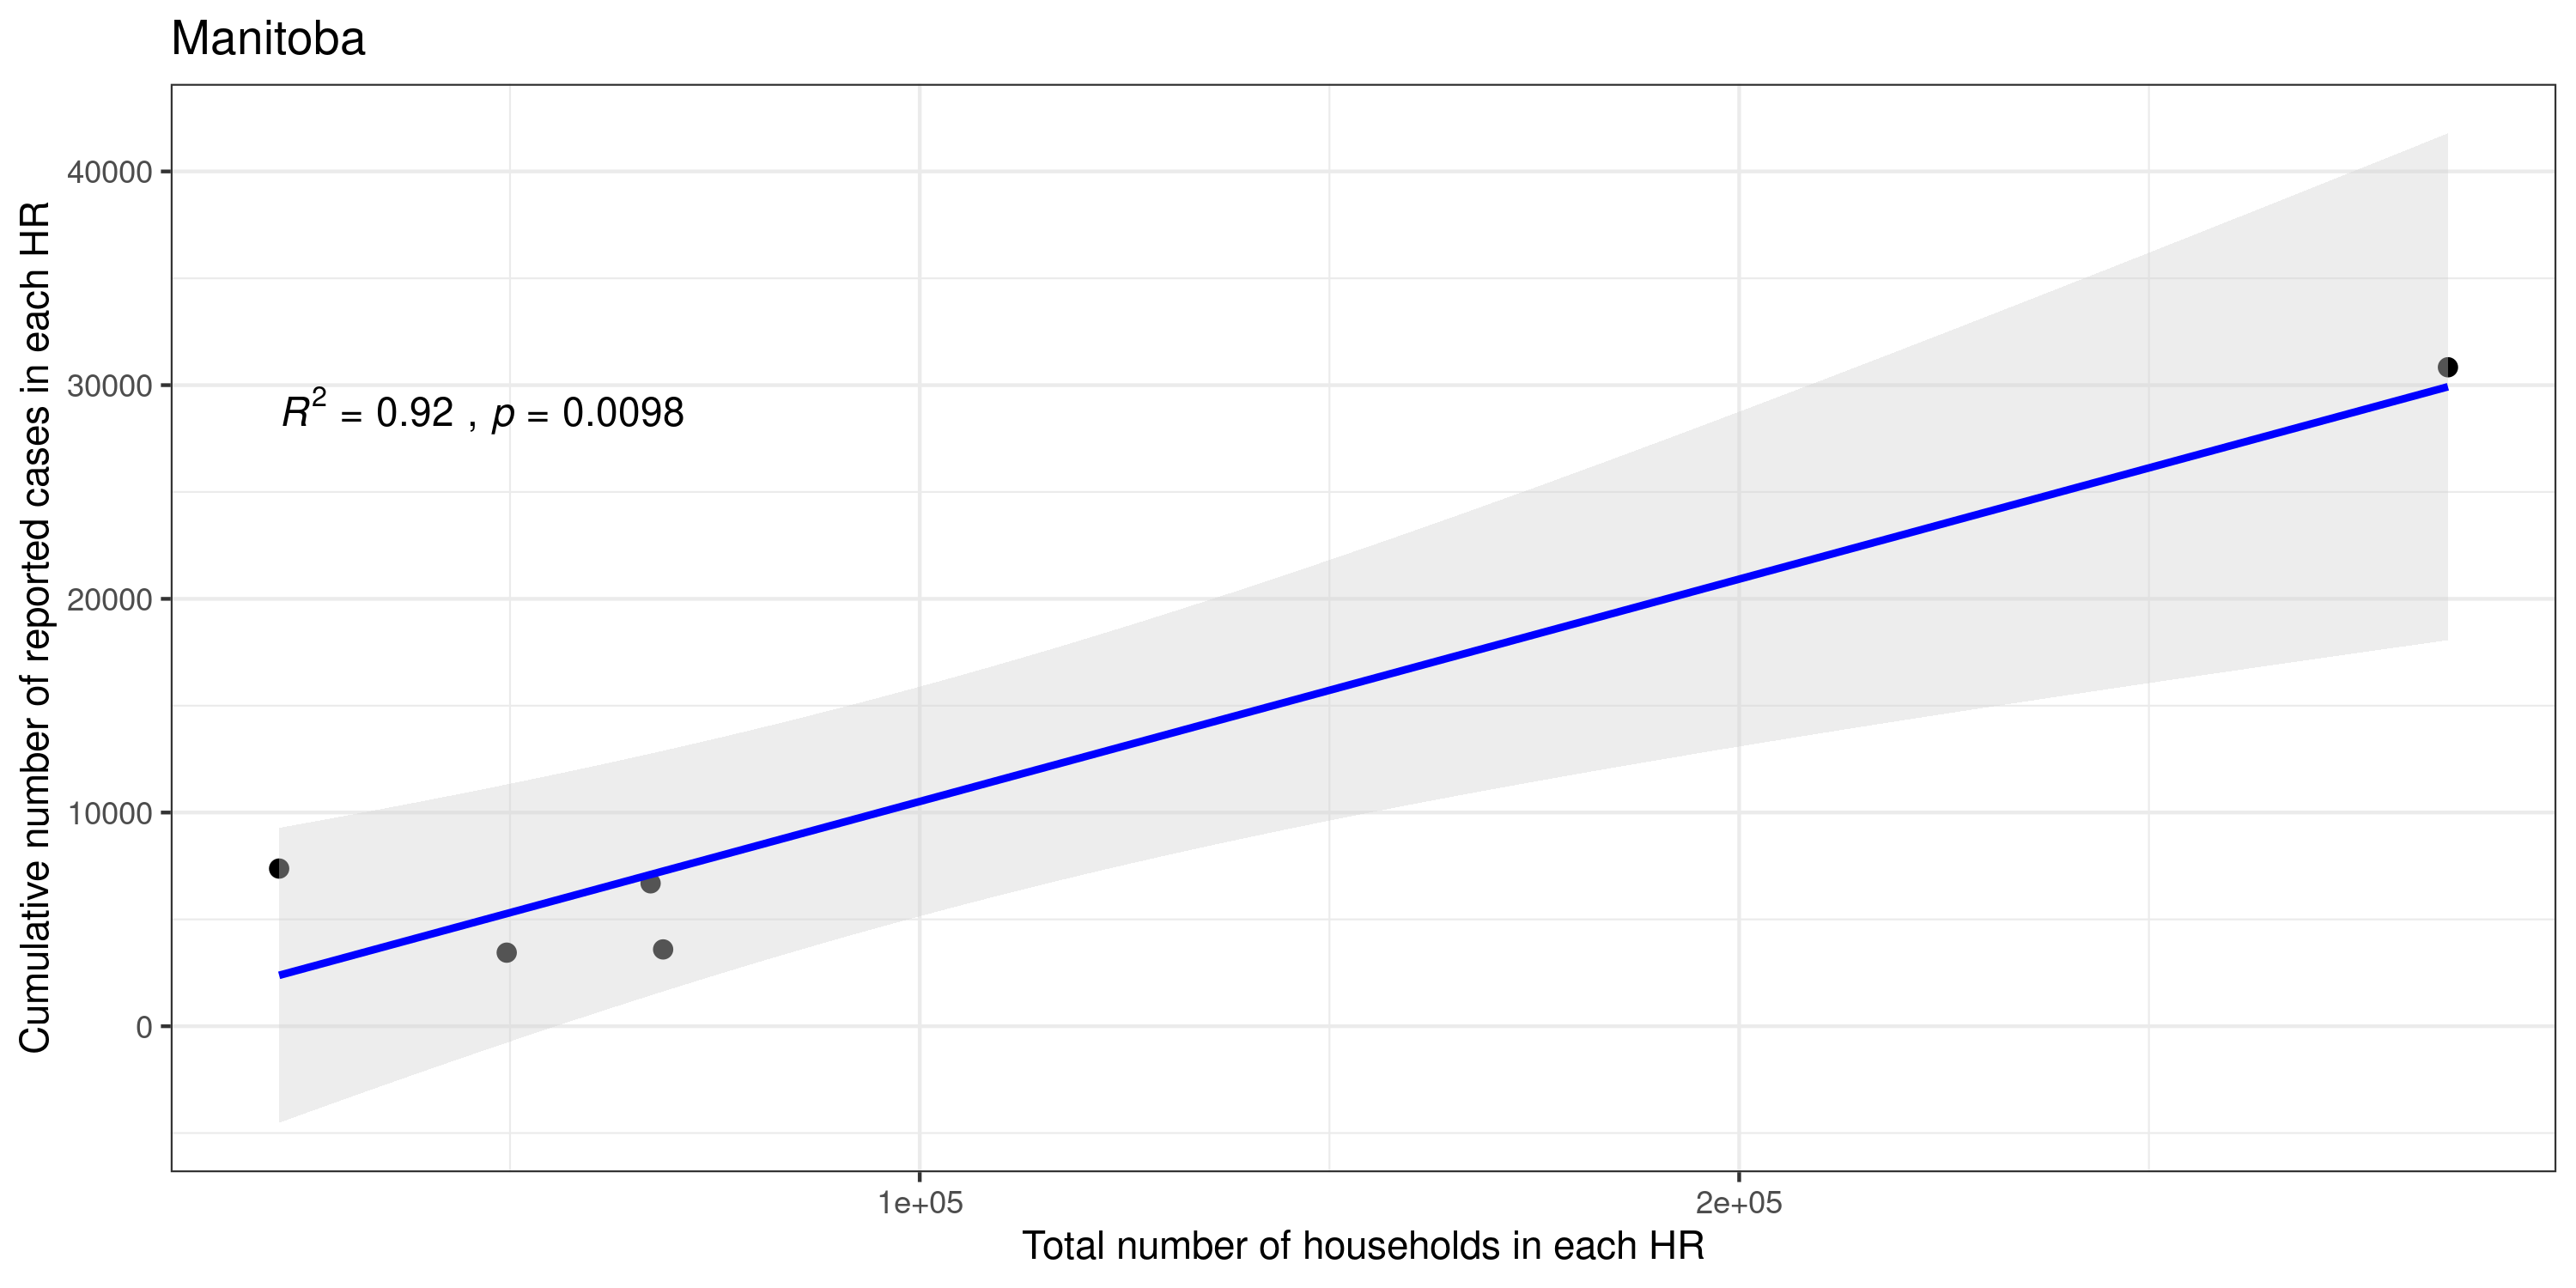 Manitoba
Cumulative number of reported cases in each HR
40000
30000
20000
10000
0
R² = 0.92 , p = 0.0098
1e+05
2e+05
Total number of households in each HR